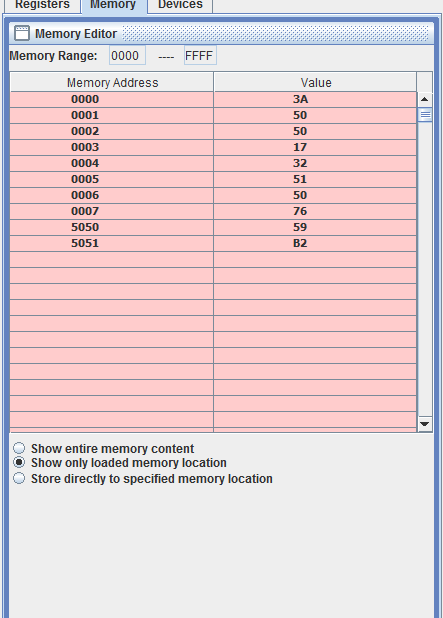 Registers Memory Devices
Memory Editor
Memory Range: 0000 ---- FFFF
Memory Address Value
0000 3A
0001 50
0002 50
0003 17
0004 32
0005 51
0006 50
0007 76
5050 59
5051 B2
Show entire memory content
Show only loaded memory location
Store directly to specified memory location